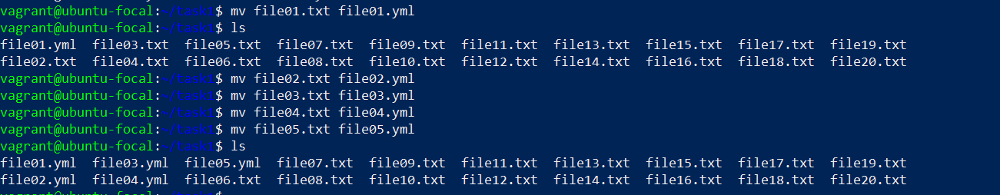 vagrant@ubuntu-focal:~/task1$ mv file01.txt file01.yml
vagrant@ubuntu-focal:~/task1$ ls
file01.yml  file03.txt  file05.txt  file07.txt  file09.txt  file11.txt  file13.txt  file15.txt  file17.txt  file19.txt
file02.txt  file04.txt  file06.txt  file08.txt  file10.txt  file12.txt  file14.txt  file16.txt  file18.txt  file20.txt
vagrant@ubuntu-focal:~/task1$ mv file02.txt file02.yml
vagrant@ubuntu-focal:~/task1$ mv file03.txt file03.yml
vagrant@ubuntu-focal:~/task1$ mv file04.txt file04.yml
vagrant@ubuntu-focal:~/task1$ mv file05.txt file05.yml
vagrant@ubuntu-focal:~/task1$ ls
file01.yml  file03.yml  file05.yml  file07.txt  file09.txt  file11.txt  file13.txt  file15.txt  file17.txt  file19.txt
file02.yml  file04.yml  file06.txt  file08.txt  file10.txt  file12.txt  file14.txt  file16.txt  file18.txt  file20.txt